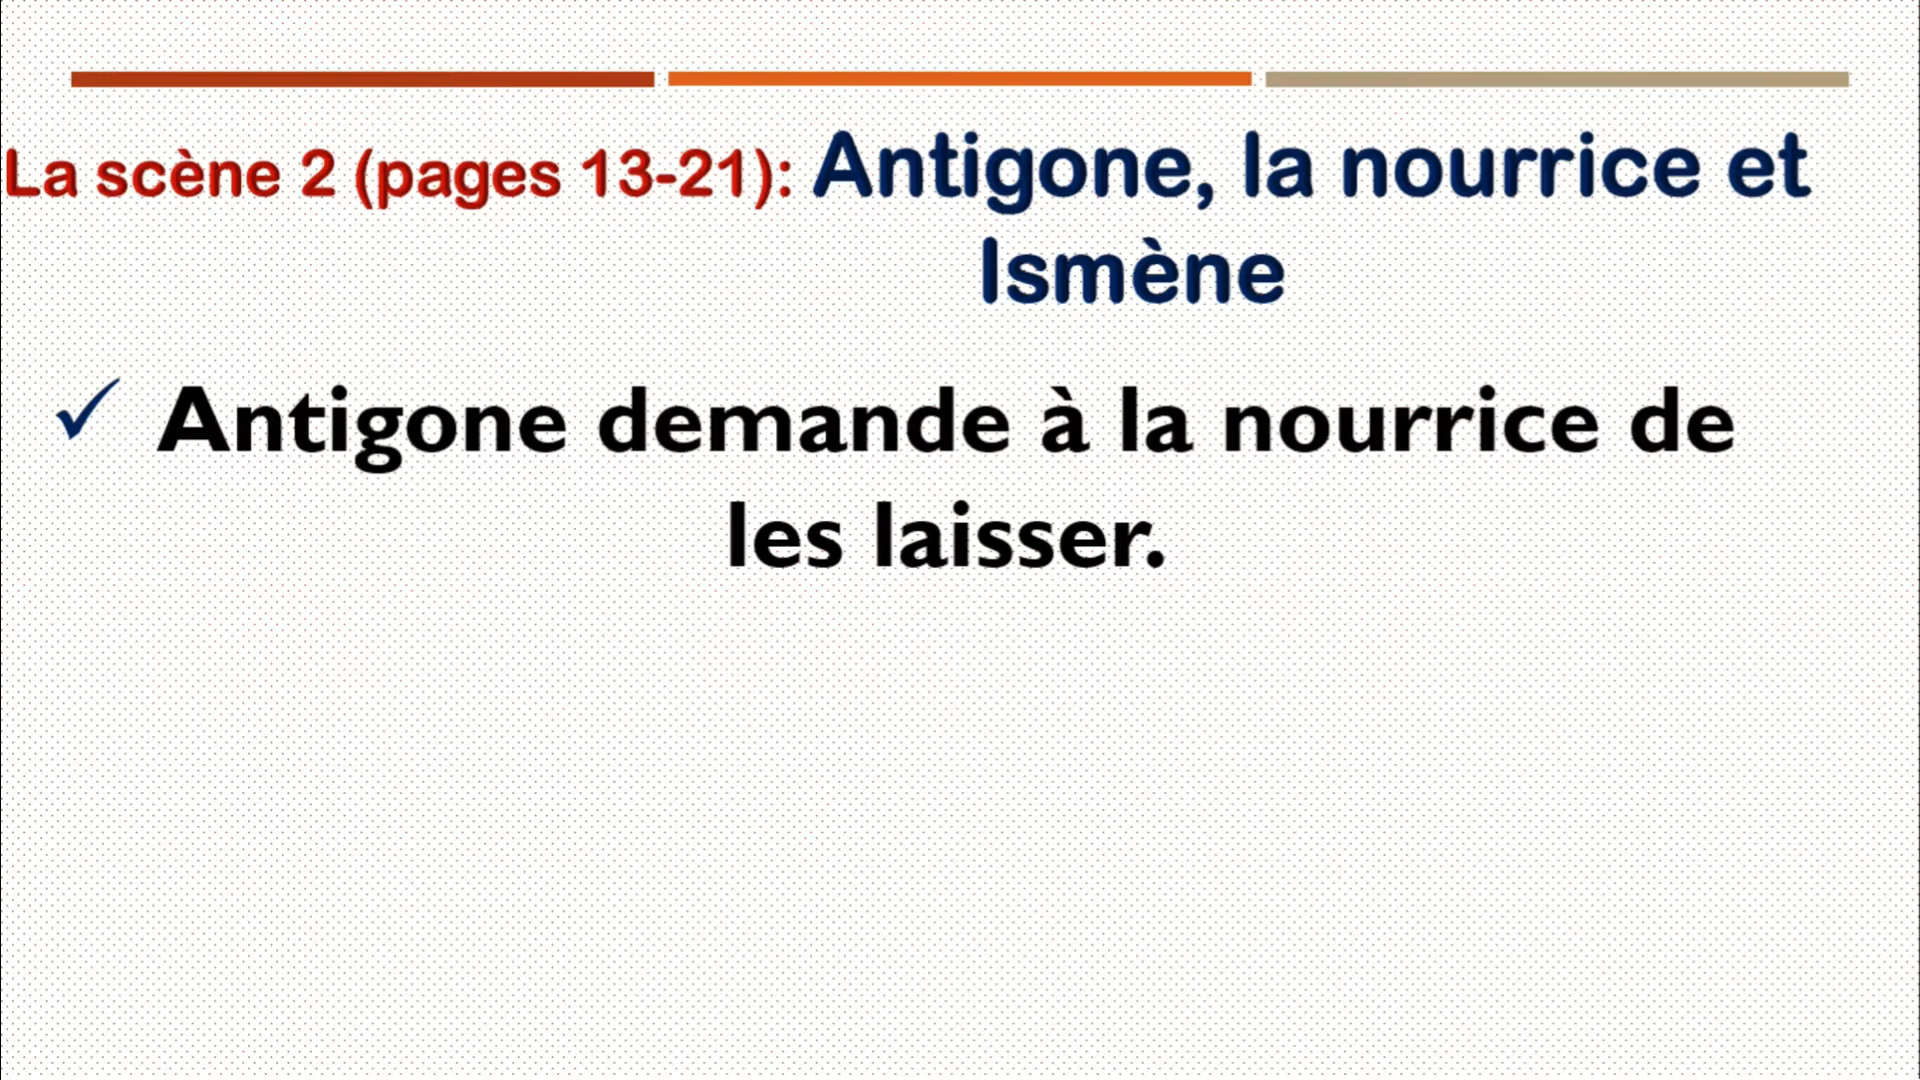 La scène 2 (pages 13-21): Antigone, la nourrice et
Ismène
✓ Antigone demande à la nourrice de
les laisser.